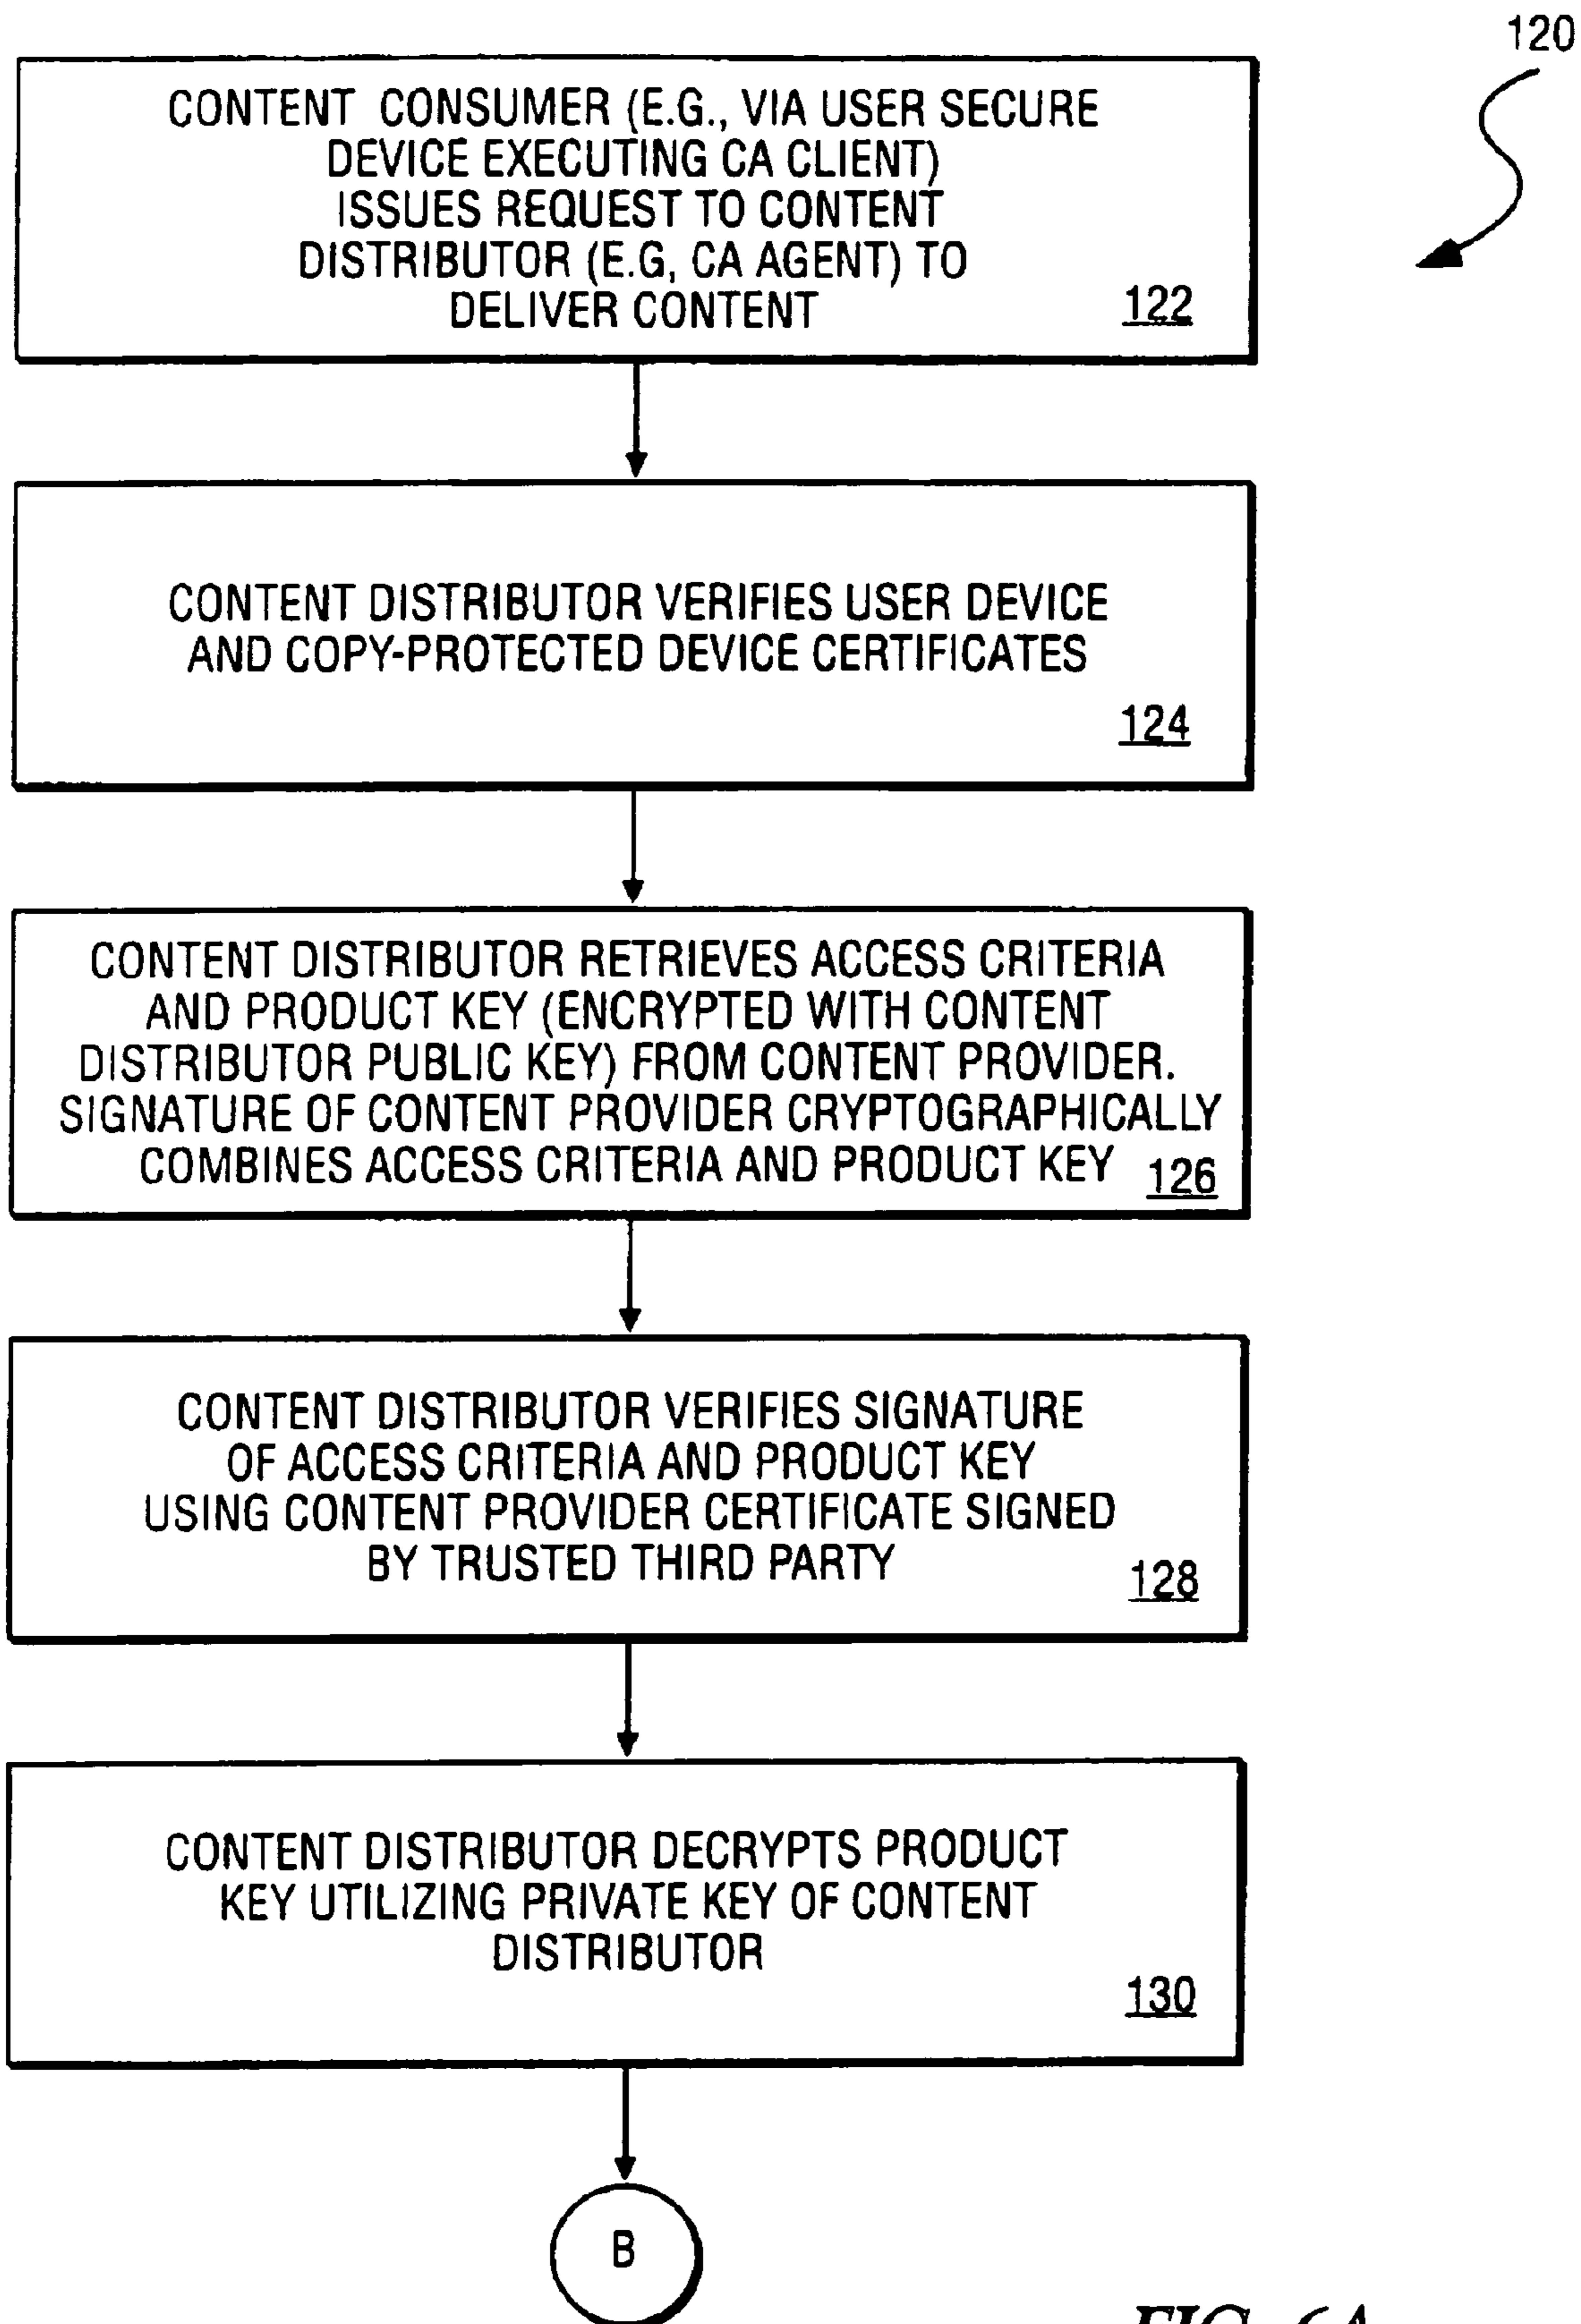 120
CONTENT CONSUMER (E.G., VIA USER SECURE
DEVICE EXECUTING CA CLIENT)
ISSUES REQUEST TO CONTENT
DISTRIBUTOR (E.G, CA AGENT) TO
DELIVER CONTENT
122
CONTENT DISTRIBUTOR VERIFIES USER DEVICE
AND COPY-PROTECTED DEVICE CERTIFICATES
124
CONTENT DISTRIBUTOR RETRIEVES ACCESS CRITERIA
AND PRODUCT KEY (ENCRYPTED WITH CONTENT
DISTRIBUTOR PUBLIC KEY) FROM CONTENT PROVIDER.
SIGNATURE OF CONTENT PROVIDER CRYPTOGRAPHICALLY
COMBINES ACCESS CRITERIA AND PRODUCT KEY
126
CONTENT DISTRIBUTOR VERIFIES SIGNATURE
OF ACCESS CRITERIA AND PRODUCT KEY
USING CONTENT PROVIDER CERTIFICATE SIGNED
BY TRUSTED THIRD PARTY
128
CONTENT DISTRIBUTOR DECRYPTS PRODUCT
KEY UTILIZING PRIVATE KEY OF CONTENT
DISTRIBUTOR
130
B
FIG. 6A